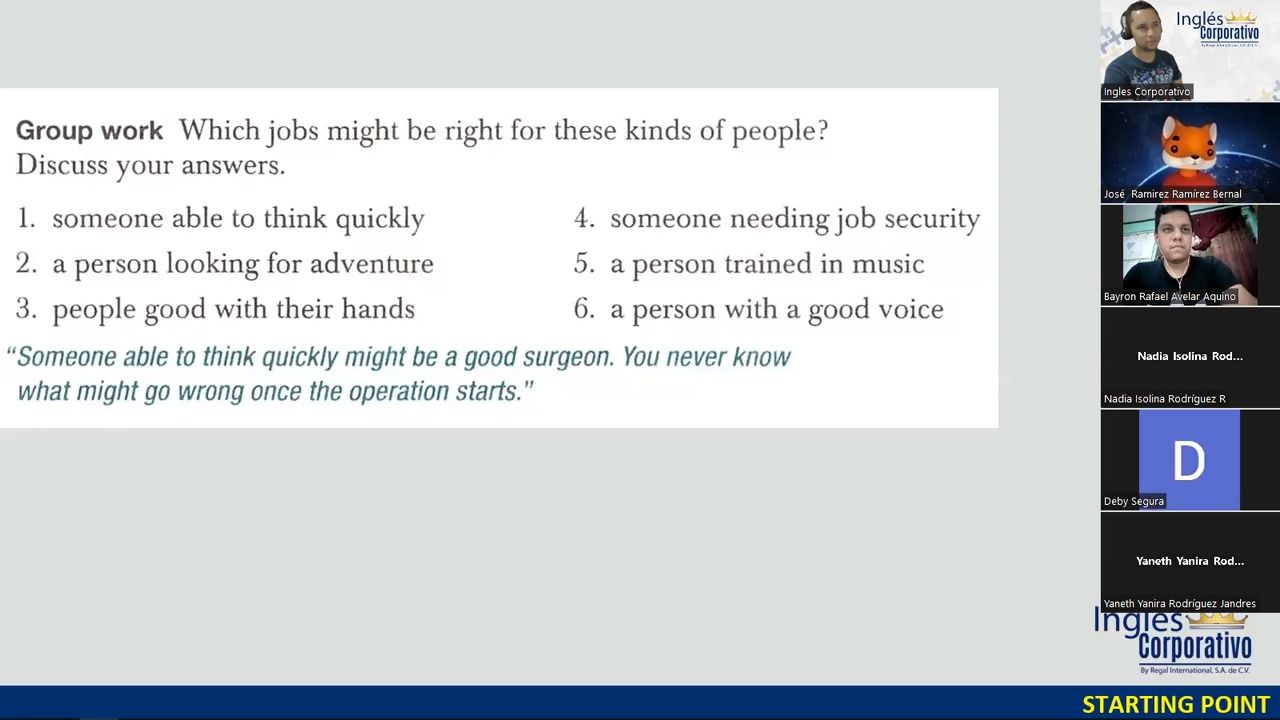 Group work Which jobs might be right for these kinds of people?
Discuss your answers.
1. someone able to think quickly
2. a person looking for adventure
3. people good with their hands
4. someone needing job security
5. a person trained in music
6. a person with a good voice
“Someone able to think quickly might be a good surgeon. You never know
what might go wrong once the operation starts.”
Inglés
Corporativo
By Regal International, S.A. de C.V.
Ingles Corporativo
José Ramirez Ramírez Bernal
Bayron Rafael Avelar Aquino
Nadia Isolina Rod...
Nadia Isolina Rodríguez R
D
Deby Segura
Yaneth Yanira Rod...
Yaneth Yanira Rodríguez Jandres
Inglés
Corporativo
By Regal International, S.A. de C.V.
STARTING POINT